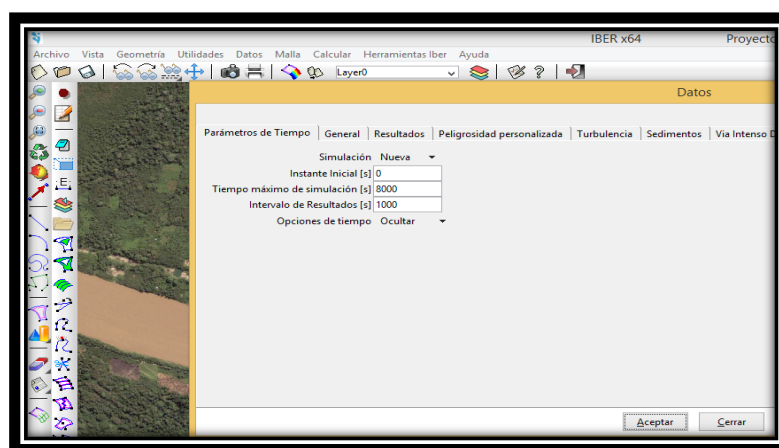 IBER x64 Proyecto
Archivo Vista Geometría Utilidades Datos Malla Calcular Herramientas Iber Ayuda
Layer0
Datos
Parámetros de Tiempo General Resultados Peligrosidad personalizada Turbulencia Sedimentos Via Intenso D
Simulación Nueva
Instante Inicial [s] 0
Tiempo máximo de simulación [s] 8000
Intervalo de Resultados [s] 1000
Opciones de tiempo Ocultar
Aceptar Cerrar